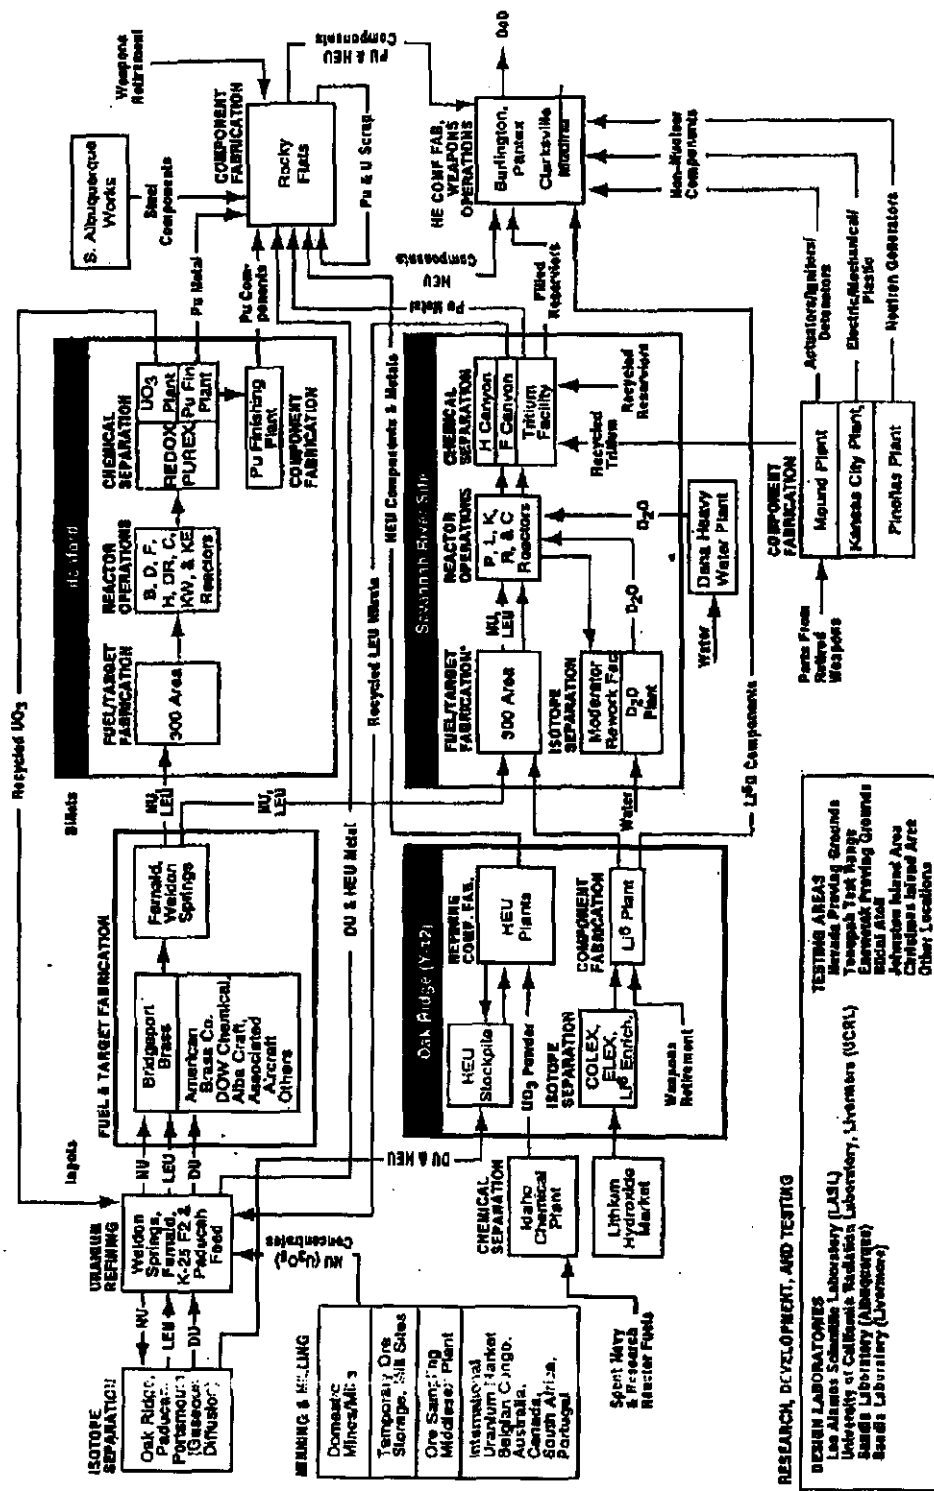 ISOTOPE
SEPARATION
Oak Ridge,
Paducah,
Portsmouth
(Gaseous
Diffusion)
NU
LEU
DU
URANIUM
REFINING
Weldon
Springs,
Fernald,
K-25 F2 &
Paducah
Feed
Recycled UO3
Ingots
NU
LEU
DU
FUEL & TARGET FABRICATION
Bridgeport
Brass
American
Brass Co.
DOW Chemical
Alba Craft,
Associated
Aircraft
Others
Fernald,
Weldon
Springs
Billets
NU,
LEU
NU,
LEU
Hanford
FUEL/TARGET
FABRICATION
300 Area
REACTOR
OPERATIONS
B, D, F,
H, DR, C,
KW, & KE
Reactors
CHEMICAL
SEPARATION
REDOX
PUREX
UO3
Plant
Pu Fin
Plant
Pu Finishing
Plant
COMPONENT
FABRICATION
Pu Metal
Pu Com-
ponents
S. Albuquerque
Works
Steel
Components
Weapons
Retirement
COMPONENT
FABRICATION
Rocky
Flats
Pu & U Scrap
PU & HEU
Components
MINING & MILLING
Domestic
Mines/Mills
Temporary Ore
Storage, Mill Sites
Ore Sampling
Middlesex Plant
International
Uranium Market
Belgian Congo,
Australia,
Canada,
South Africa,
Portugal
NU (U3O8)
Concentrates
DU & HEU
DU & HEU Metal
Recycled LEU Nitrate
HEU Components & Metals
Oak Ridge (Y-12)
HEU
Stockpile
REFINING
COMP. FAB.
HEU
Plants
UO3 Powder
ISOTOPE
SEPARATION
COLEX,
ELEX,
Li6 Enrich.
COMPONENT
FABRICATION
Li6 Plant
Weapons
Retirement
CHEMICAL
SEPARATION
Idaho
Chemical
Plant
Lithium
Hydroxide
Market
Spent Navy
& Research
Reactor Fuels
Savannah River Site
FUEL/TARGET
FABRICATION
300 Area
NU,
LEU
REACTOR
OPERATIONS
P, L, K,
R, & C
Reactors
CHEMICAL
SEPARATION
H Canyon
F Canyon
Tritium
Facility
ISOTOPE
SEPARATION
Moderator
Rework Fac
D2O
Plant
Water
D2O
D2O
Recycled
Tritium
Recycled
Reservoirs
Pu Metal
Filled
Reservoirs
HEU
Components
Water
Dana Heavy
Water Plant
Li6D Components
HE COMP FAB,
WEAPONS
OPERATIONS
Burlington,
Pantex
Clarksville
Medina
DOD
Parts From
Retired
Weapons
COMPONENT
FABRICATION
Mound Plant
Kansas City Plant,
Pinellas Plant
Actuators/Ignitors/
Detonators
Electric/Mechanical/
Plastic
Neutron Generators
Non-Nuclear
Components
RESEARCH, DEVELOPMENT, AND TESTING
DESIGN LABORATORIES
Los Alamos Scientific Laboratory (LASL)
University of California Radiation Laboratory, Livermore (UCRL)
Sandia Laboratory (Albuquerque)
Sandia Laboratory (Livermore)
TESTING AREAS
Nevada Proving Grounds
Tonopah Test Range
Enewetak Proving Grounds
Bikini Atoll
Johnston Island Area
Christmas Island Area
Other Locations